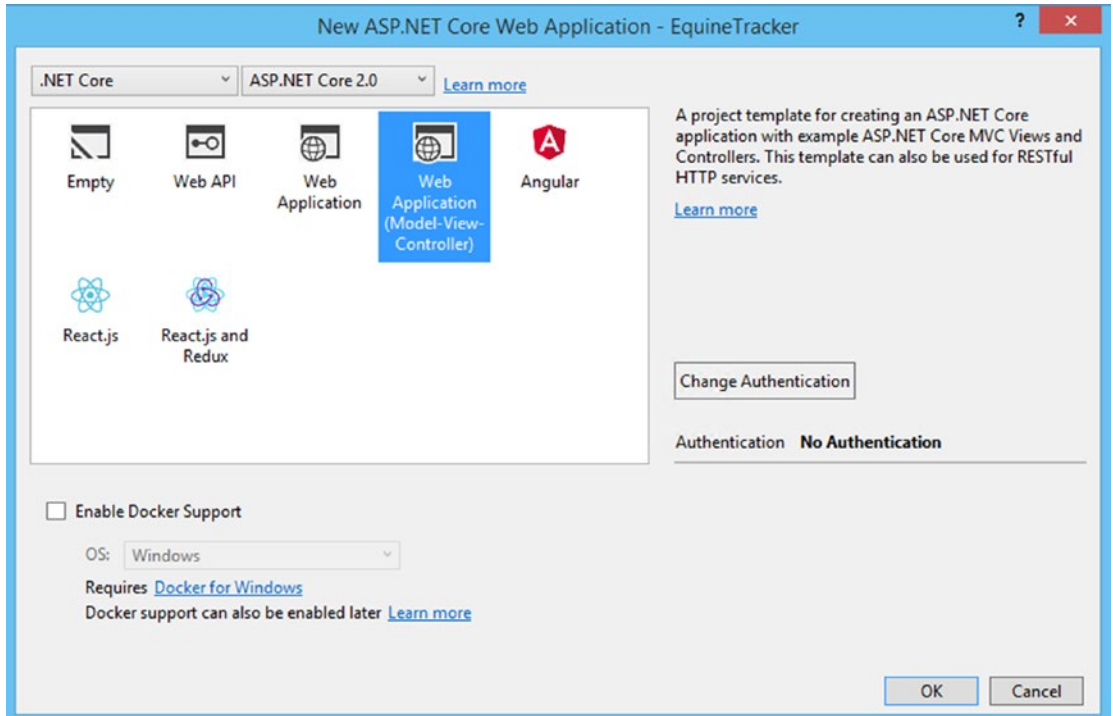 New ASP.NET Core Web Application - EquineTracker
?
.NET Core
ASP.NET Core 2.0
Learn more
Empty
Web API
Web
Application
Web
Application
(Model-View-
Controller)
Angular
React.js
React.js and
Redux
A project template for creating an ASP.NET Core
application with example ASP.NET Core MVC Views and
Controllers. This template can also be used for RESTful
HTTP services.
Learn more
Change Authentication
Authentication No Authentication
Enable Docker Support
OS: Windows
Requires Docker for Windows
Docker support can also be enabled later Learn more
OK
Cancel